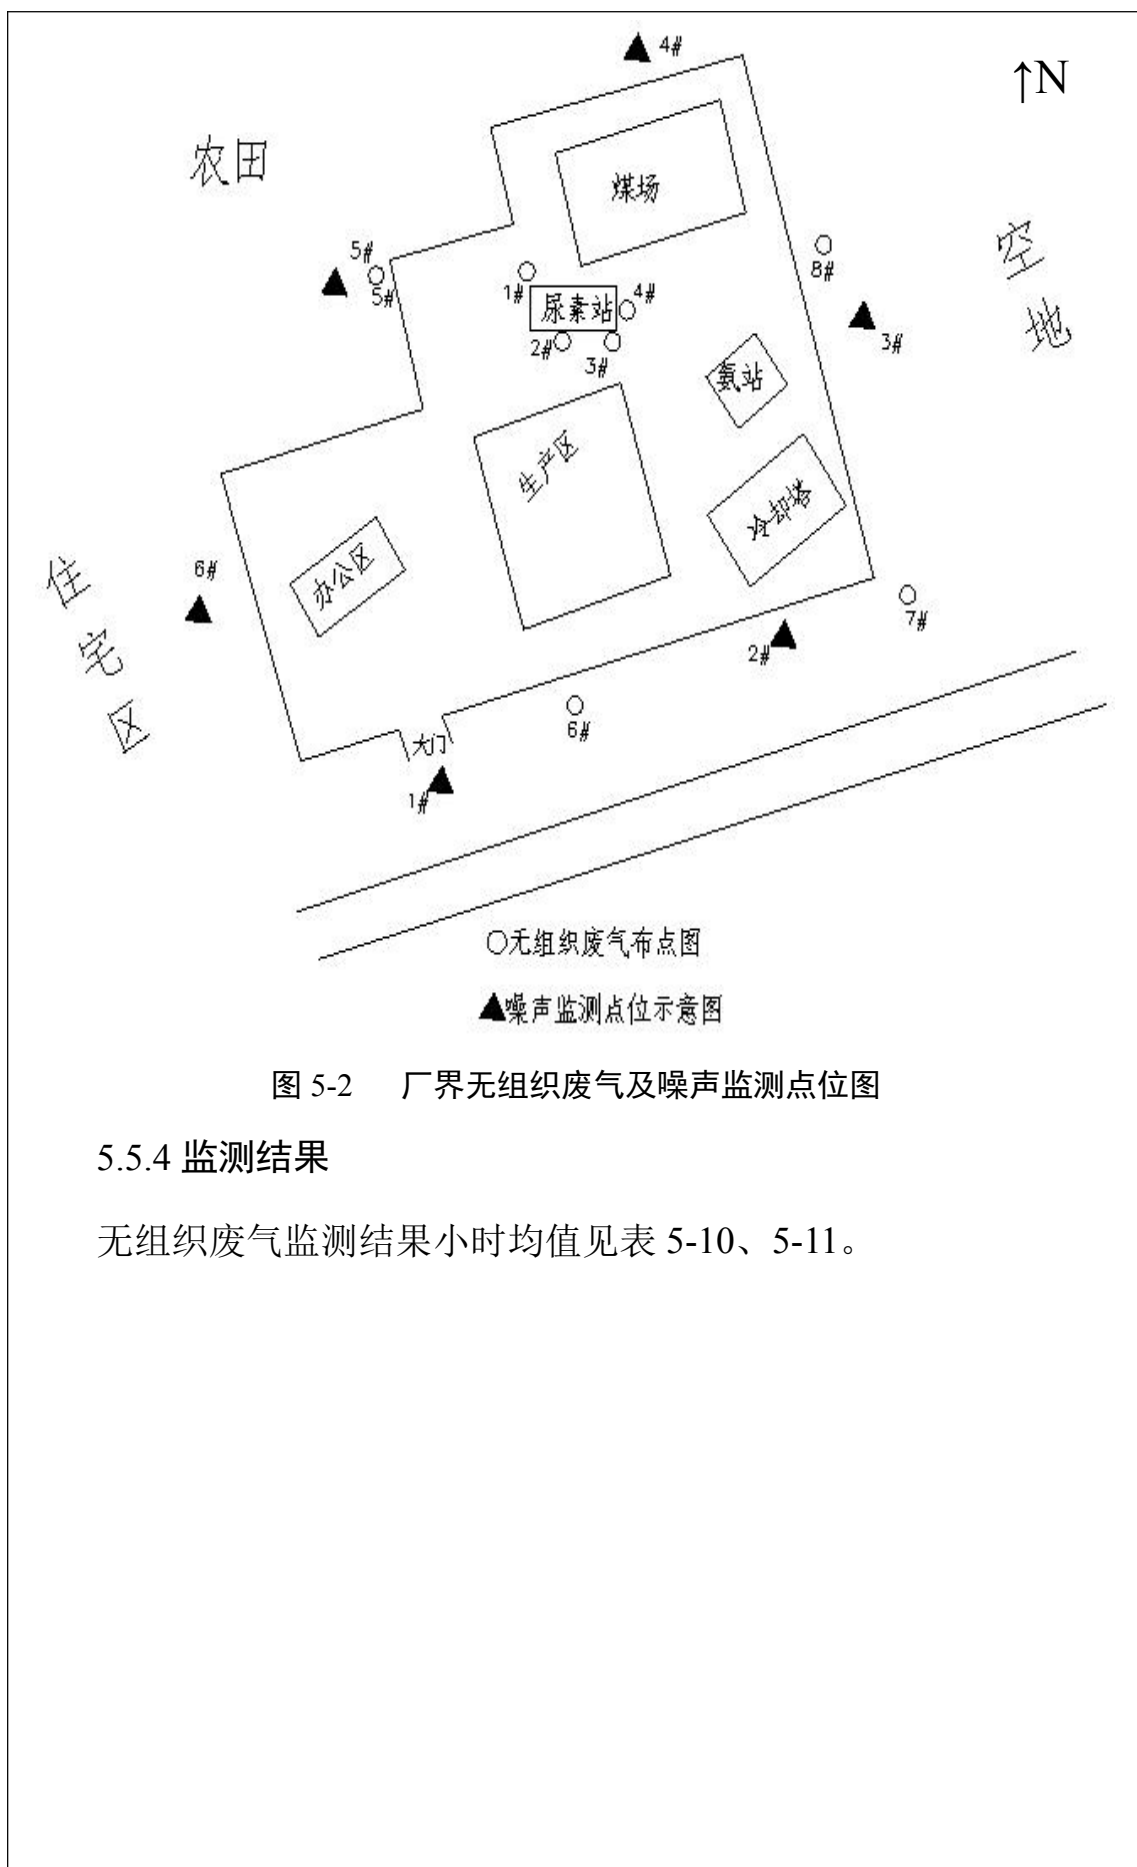 4#
↑N
农田
煤场
空地
5#
5#
1#
尿素站
4#
8#
2#
3#
3#
氨站
生产区
冷却塔
住宅区
6#
办公区
7#
2#
6#
大门
1#
○无组织废气布点图
▲噪声监测点位示意图
图 5-2 厂界无组织废气及噪声监测点位图
5.5.4 监测结果
无组织废气监测结果小时均值见表 5-10、5-11。